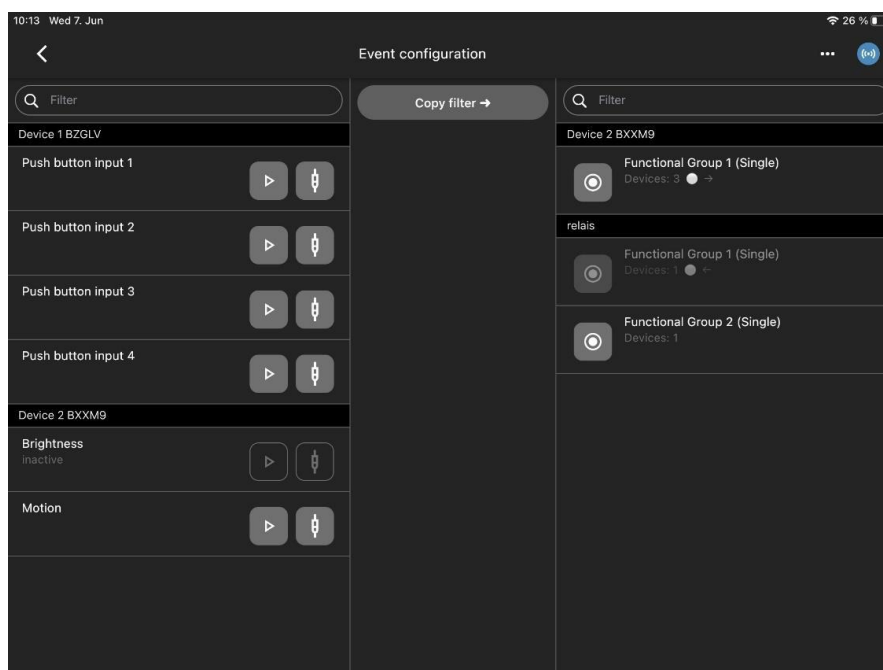 10:13 Wed 7. Jun
26 %
Event configuration
Filter
Device 1 BZGLV
Push button input 1
Push button input 2
Push button input 3
Push button input 4
Device 2 BXXM9
Brightness
inactive
Motion
Copy filter →
Filter
Device 2 BXXM9
Functional Group 1 (Single)
Devices: 3 →
relais
Functional Group 1 (Single)
Devices: 1 ←
Functional Group 2 (Single)
Devices: 1